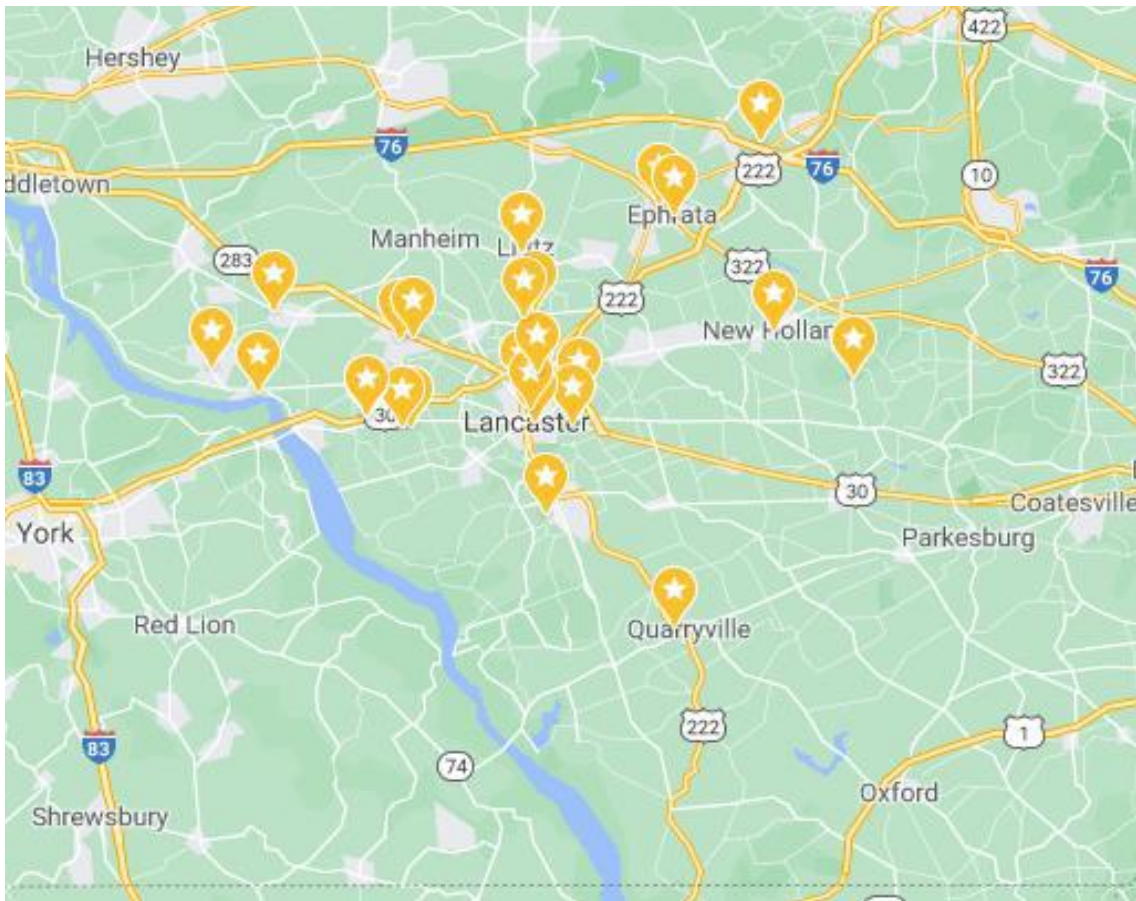 422
Hershey
76
222
76
10
ddletown
Ephrata
Manheim
Lititz
283
322
76
222
New Hollan
322
30
Lancaster
83
30
Coatesville
York
Parkesburg
Red Lion
Quarryville
222
1
83
74
Oxford
Shrewsbury